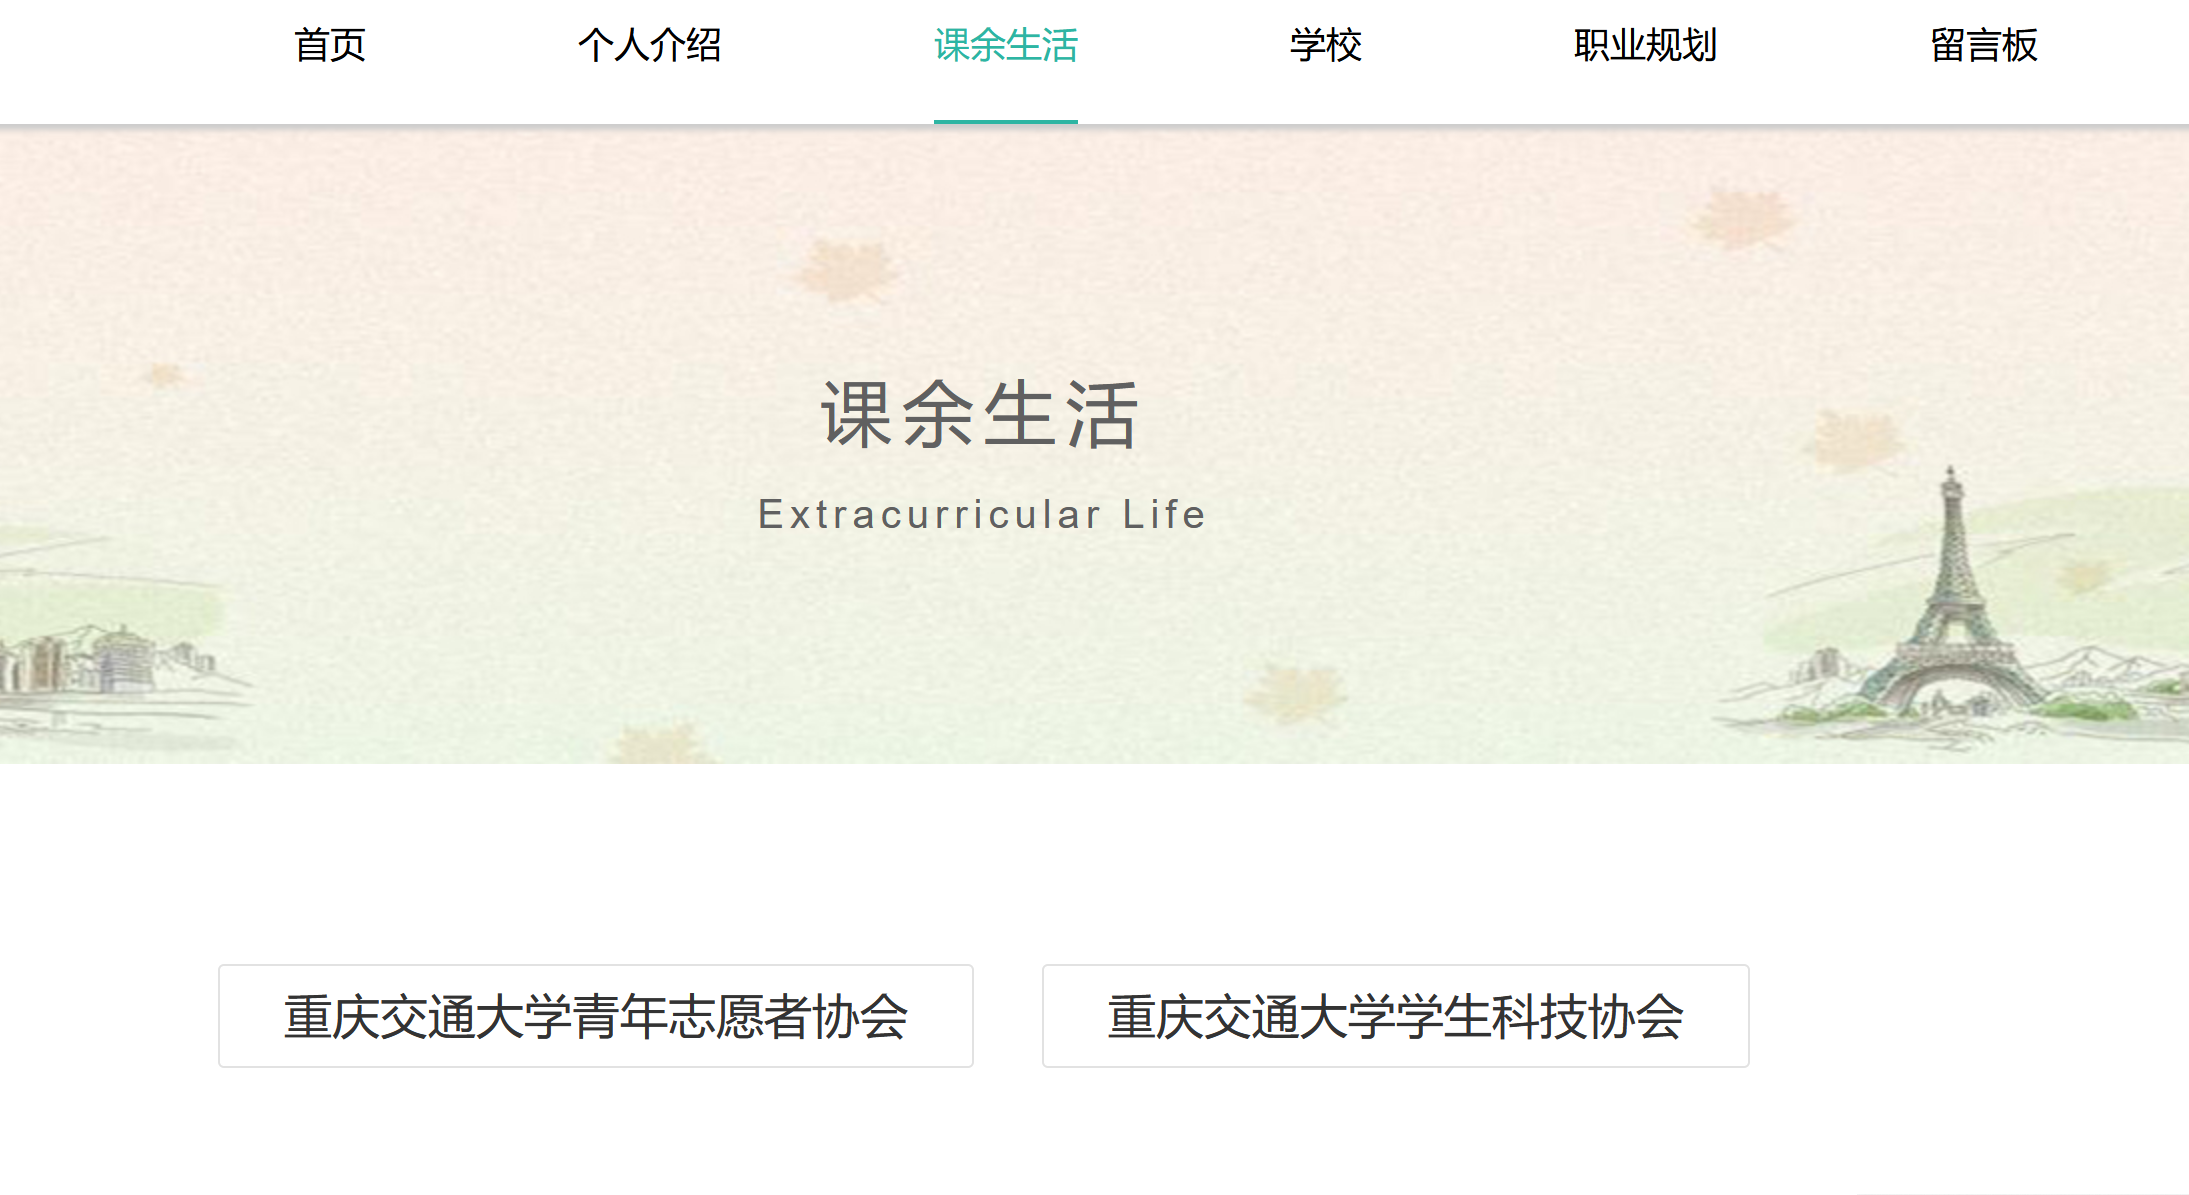 首页 个人介绍 课余生活 学校 职业规划 留言板
课余生活
Extracurricular Life
重庆交通大学青年志愿者协会 重庆交通大学学生科技协会